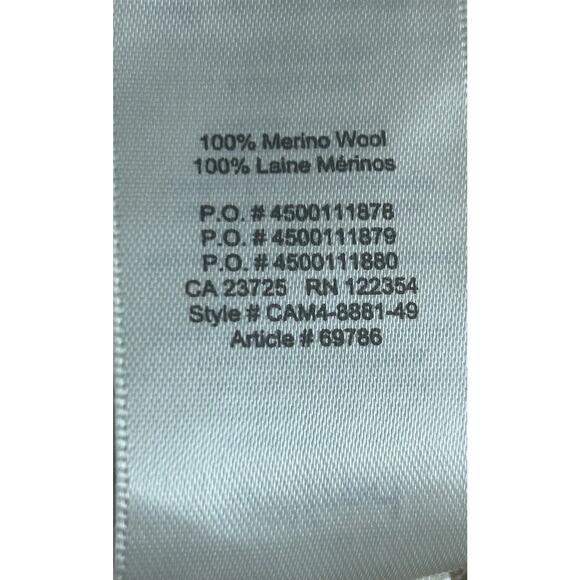 100% Merino Wool
100% Laine Mérinos
P.O. # 4500111878
P.O. # 4500111879
P.O. # 4500111880
CA 23725 RN 122354
Style # CAM4-8881-49
Article # 69786